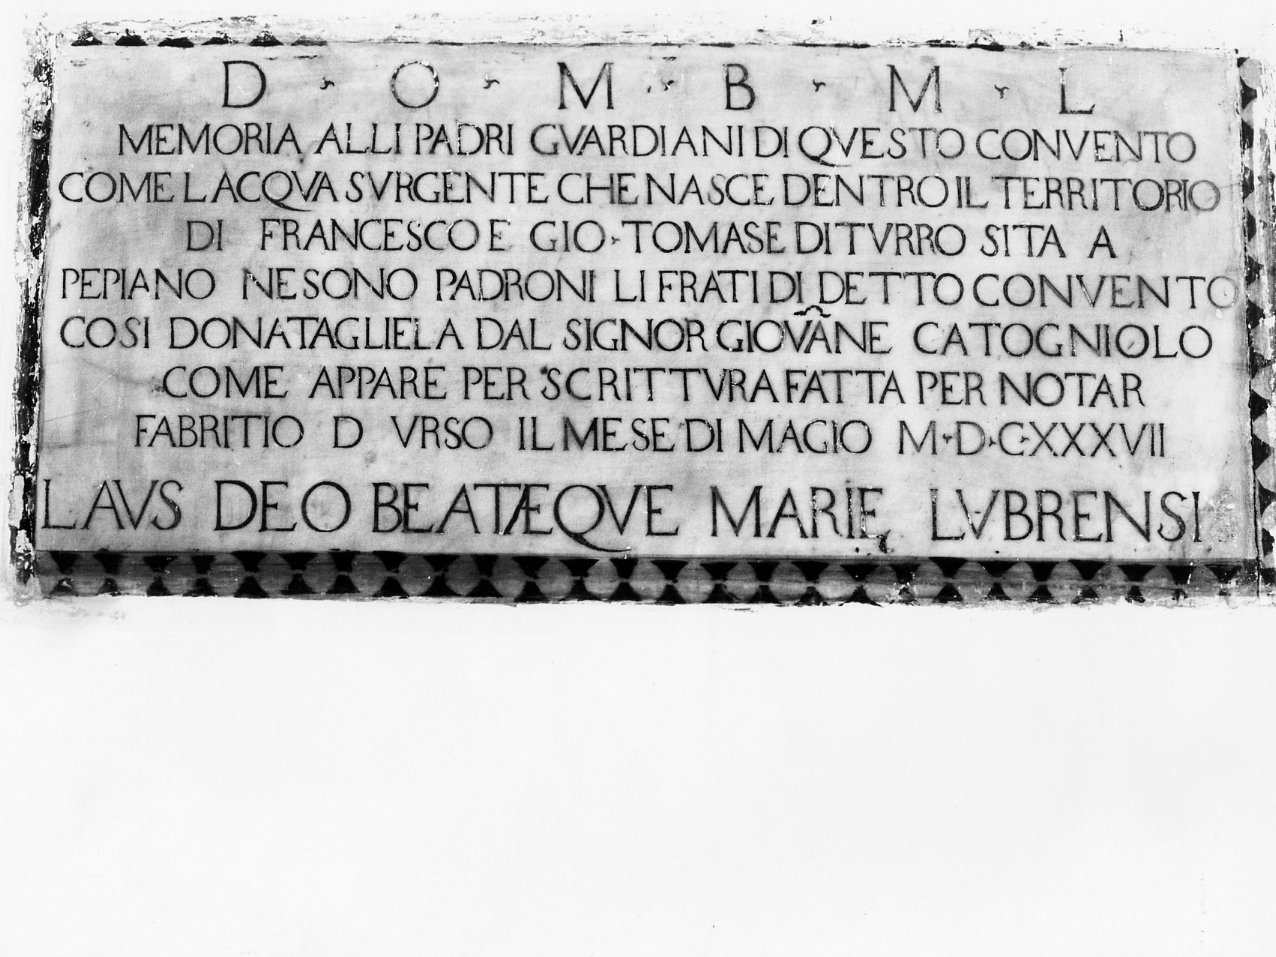 D · O · M · B · M · L
MEMORIA ALLI PADRI GVARDIANI DI QVESTO CONVENTO
COME L'ACQVA SVRGENTE CHE NASCE DENTRO IL TERRITORIO
DI FRANCESCO E GIO· TOMASE DI TVRRO SITA A
PEPIANO NE SONO PADRONI LI FRATI DI DETTO CONVENTO
COSI DONATAGLIELA DAL SIGNOR GIOVANE CATOGNIOLO
COME APPARE PER SCRITTVRA FATTA PER NOTAR
FABRITIO D VRSO IL MESE DI MAGIO M·D·CXXXVII
LAVS DEO BEATÆQVE MARIE LVBRENSI